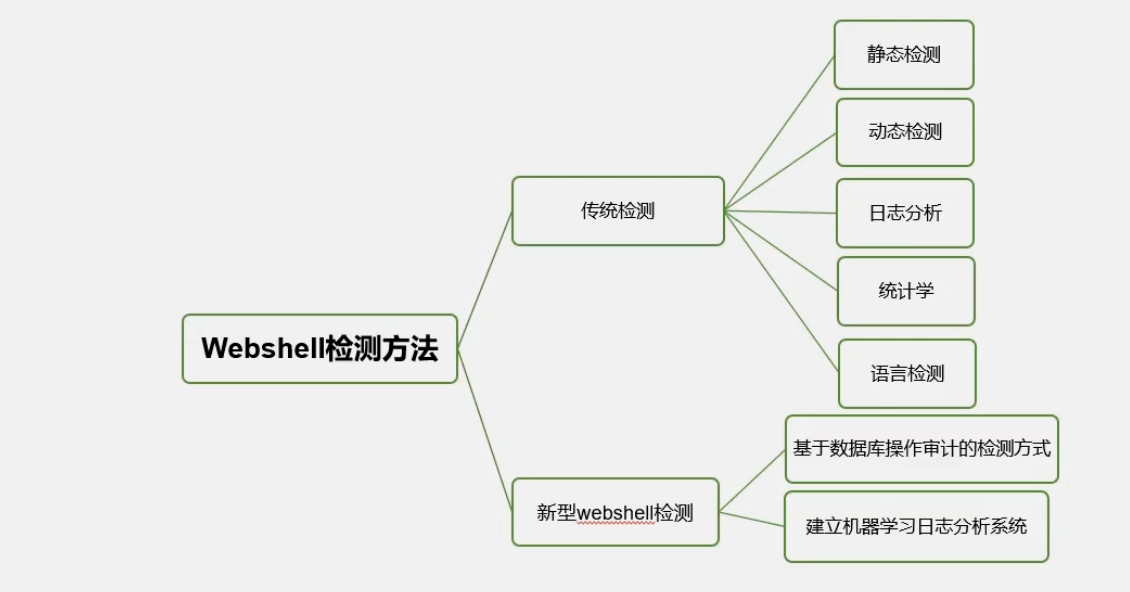 Webshell检测方法
传统检测
静态检测
动态检测
日志分析
统计学
语言检测
新型webshell检测
基于数据库操作审计的检测方式
建立机器学习日志分析系统